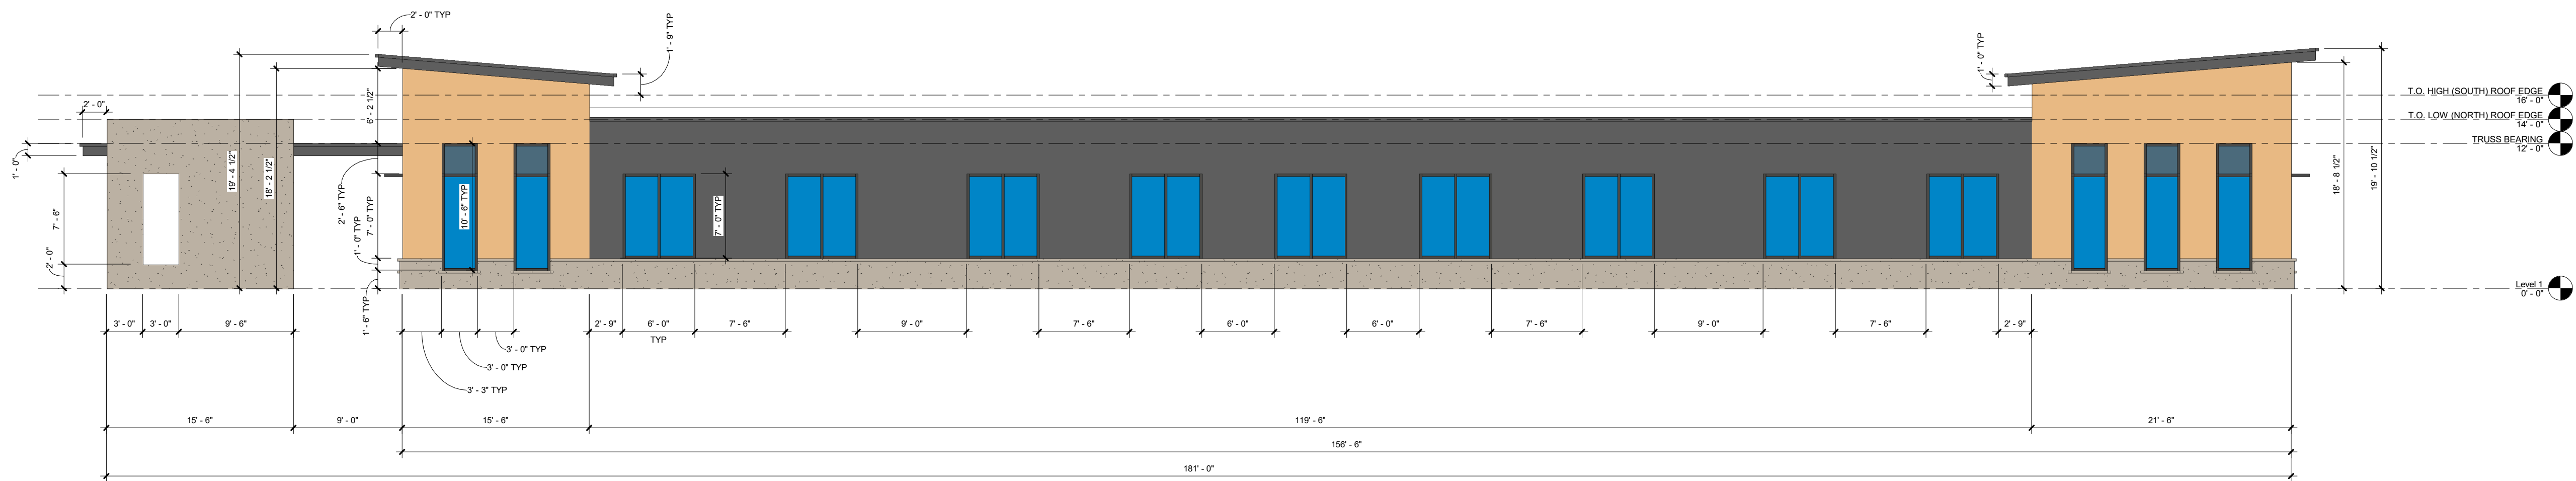 2' - 0" TYP
1' - 9" TYP
1' - 0" TYP
2' - 0"
6' - 2 1/2"
T.O. HIGH (SOUTH) ROOF EDGE
16' - 0"
T.O. LOW (NORTH) ROOF EDGE
14' - 0"
TRUSS BEARING
12' - 0"
1' - 0"
19' - 4 1/2"
18' - 2 1/2"
2' - 6" TYP
7' - 0" TYP
10' - 6" TYP
7' - 0" TYP
18' - 8 1/2"
19' - 10 1/2"
7' - 6"
2' - 0"
1' - 0" TYP
1' - 6" TYP
Level 1
0' - 0"
3' - 0"
3' - 0"
9' - 6"
2' - 9"
6' - 0"
TYP
7' - 6"
9' - 0"
7' - 6"
6' - 0"
6' - 0"
7' - 6"
9' - 0"
7' - 6"
2' - 9"
3' - 0" TYP
3' - 0" TYP
3' - 3" TYP
15' - 6"
9' - 0"
15' - 6"
119' - 6"
21' - 6"
156' - 6"
181' - 0"